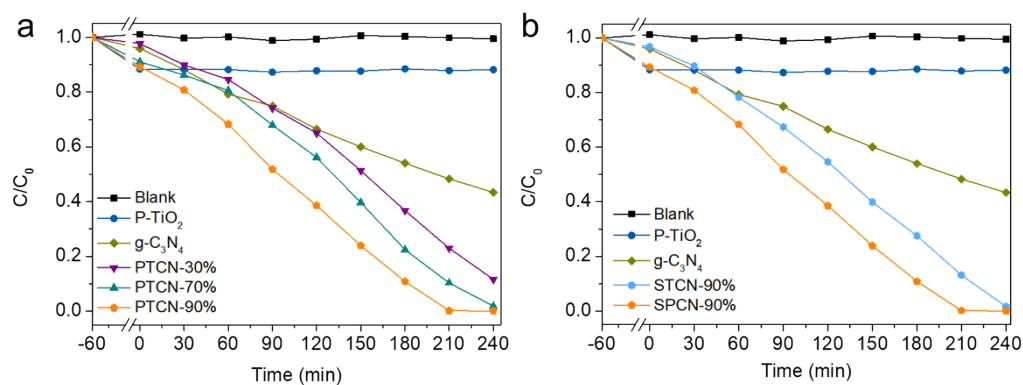 a
C/C0
1.0
0.8
0.6
0.4
0.2
0.0
Blank
P-TiO2
g-C3N4
PTCN-30%
PTCN-70%
PTCN-90%
-60 0 30 60 90 120 150 180 210 240
Time (min)
b
C/C0
1.0
0.8
0.6
0.4
0.2
0.0
Blank
P-TiO2
g-C3N4
STCN-90%
SPCN-90%
-60 0 30 60 90 120 150 180 210 240
Time (min)